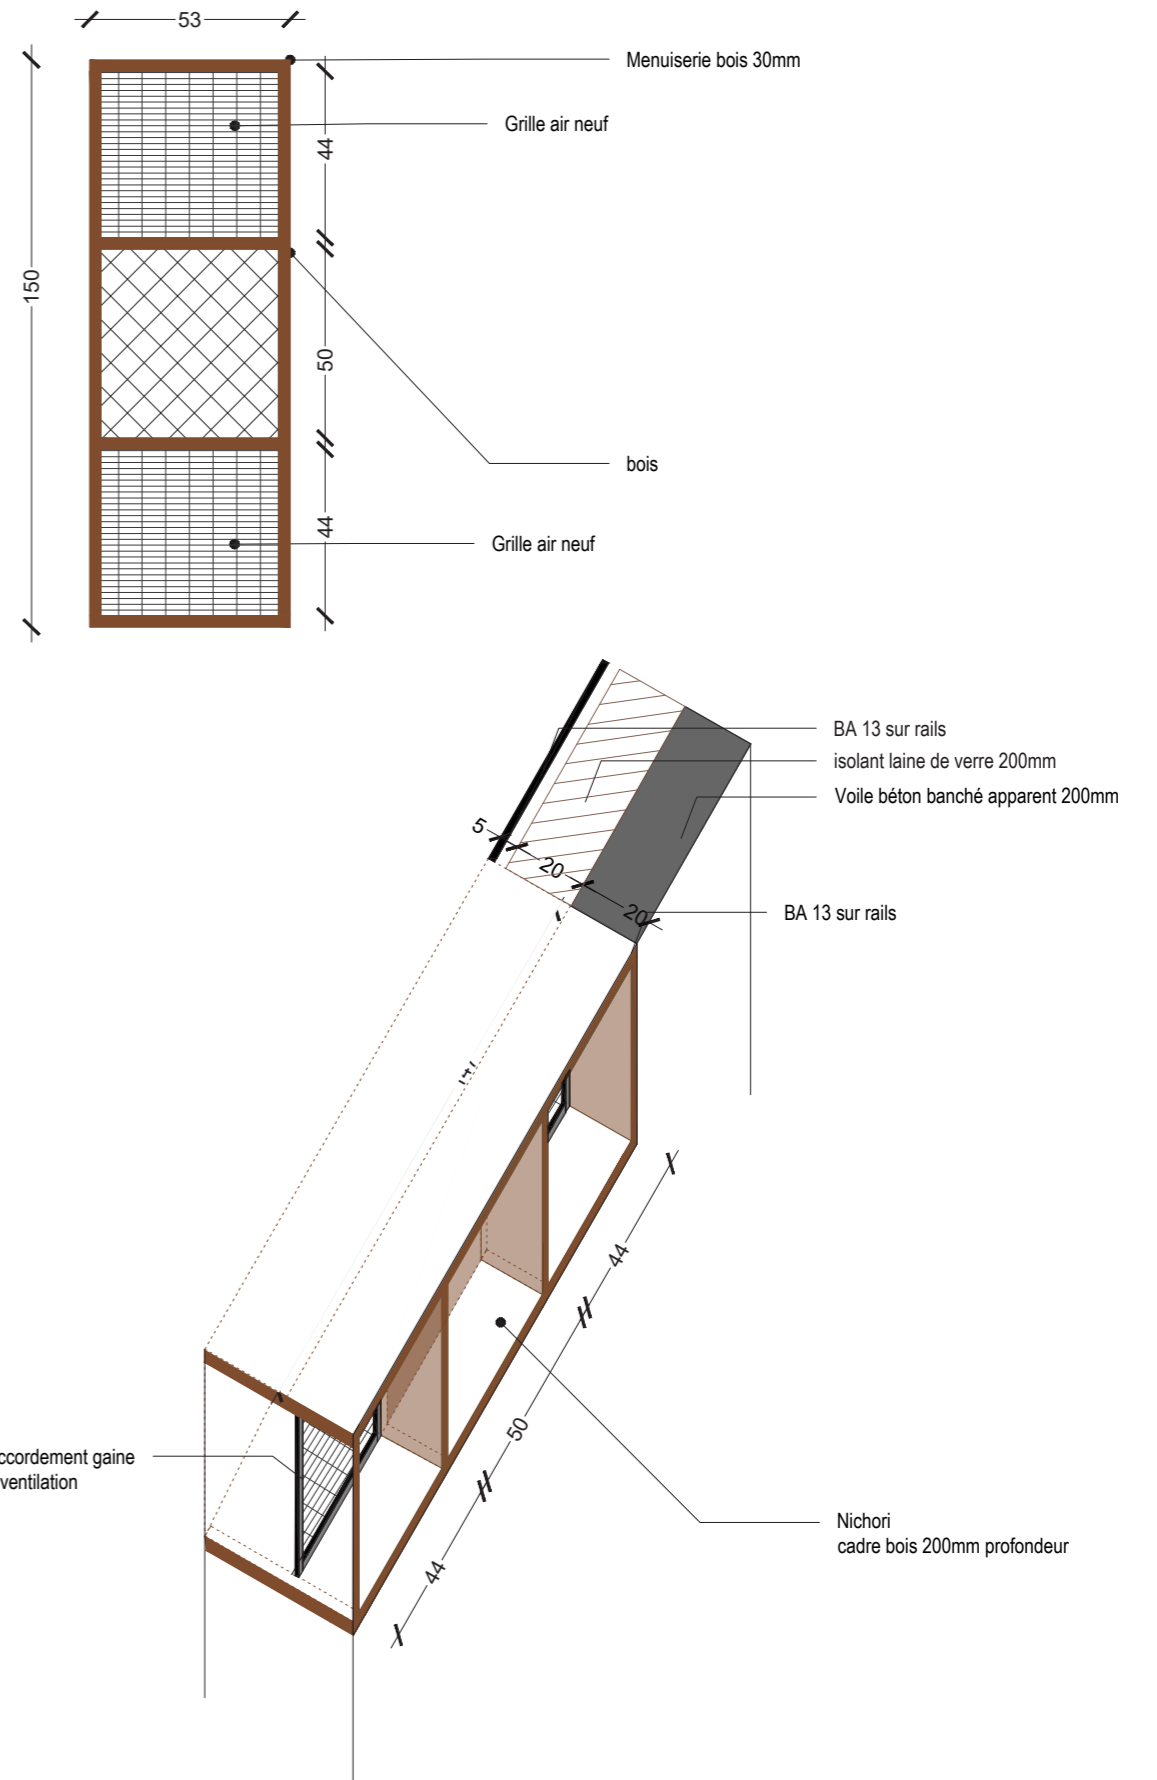 53
Menuiserie bois 30mm
Grille air neuf
44
150
50
bois
44
Grille air neuf
BA 13 sur rails
isolant laine de verre 200mm
Voile béton banché apparent 200mm
5
20
20
BA 13 sur rails
44
50
ccordement gaine
ventilation
Nichori
cadre bois 200mm profondeur
44